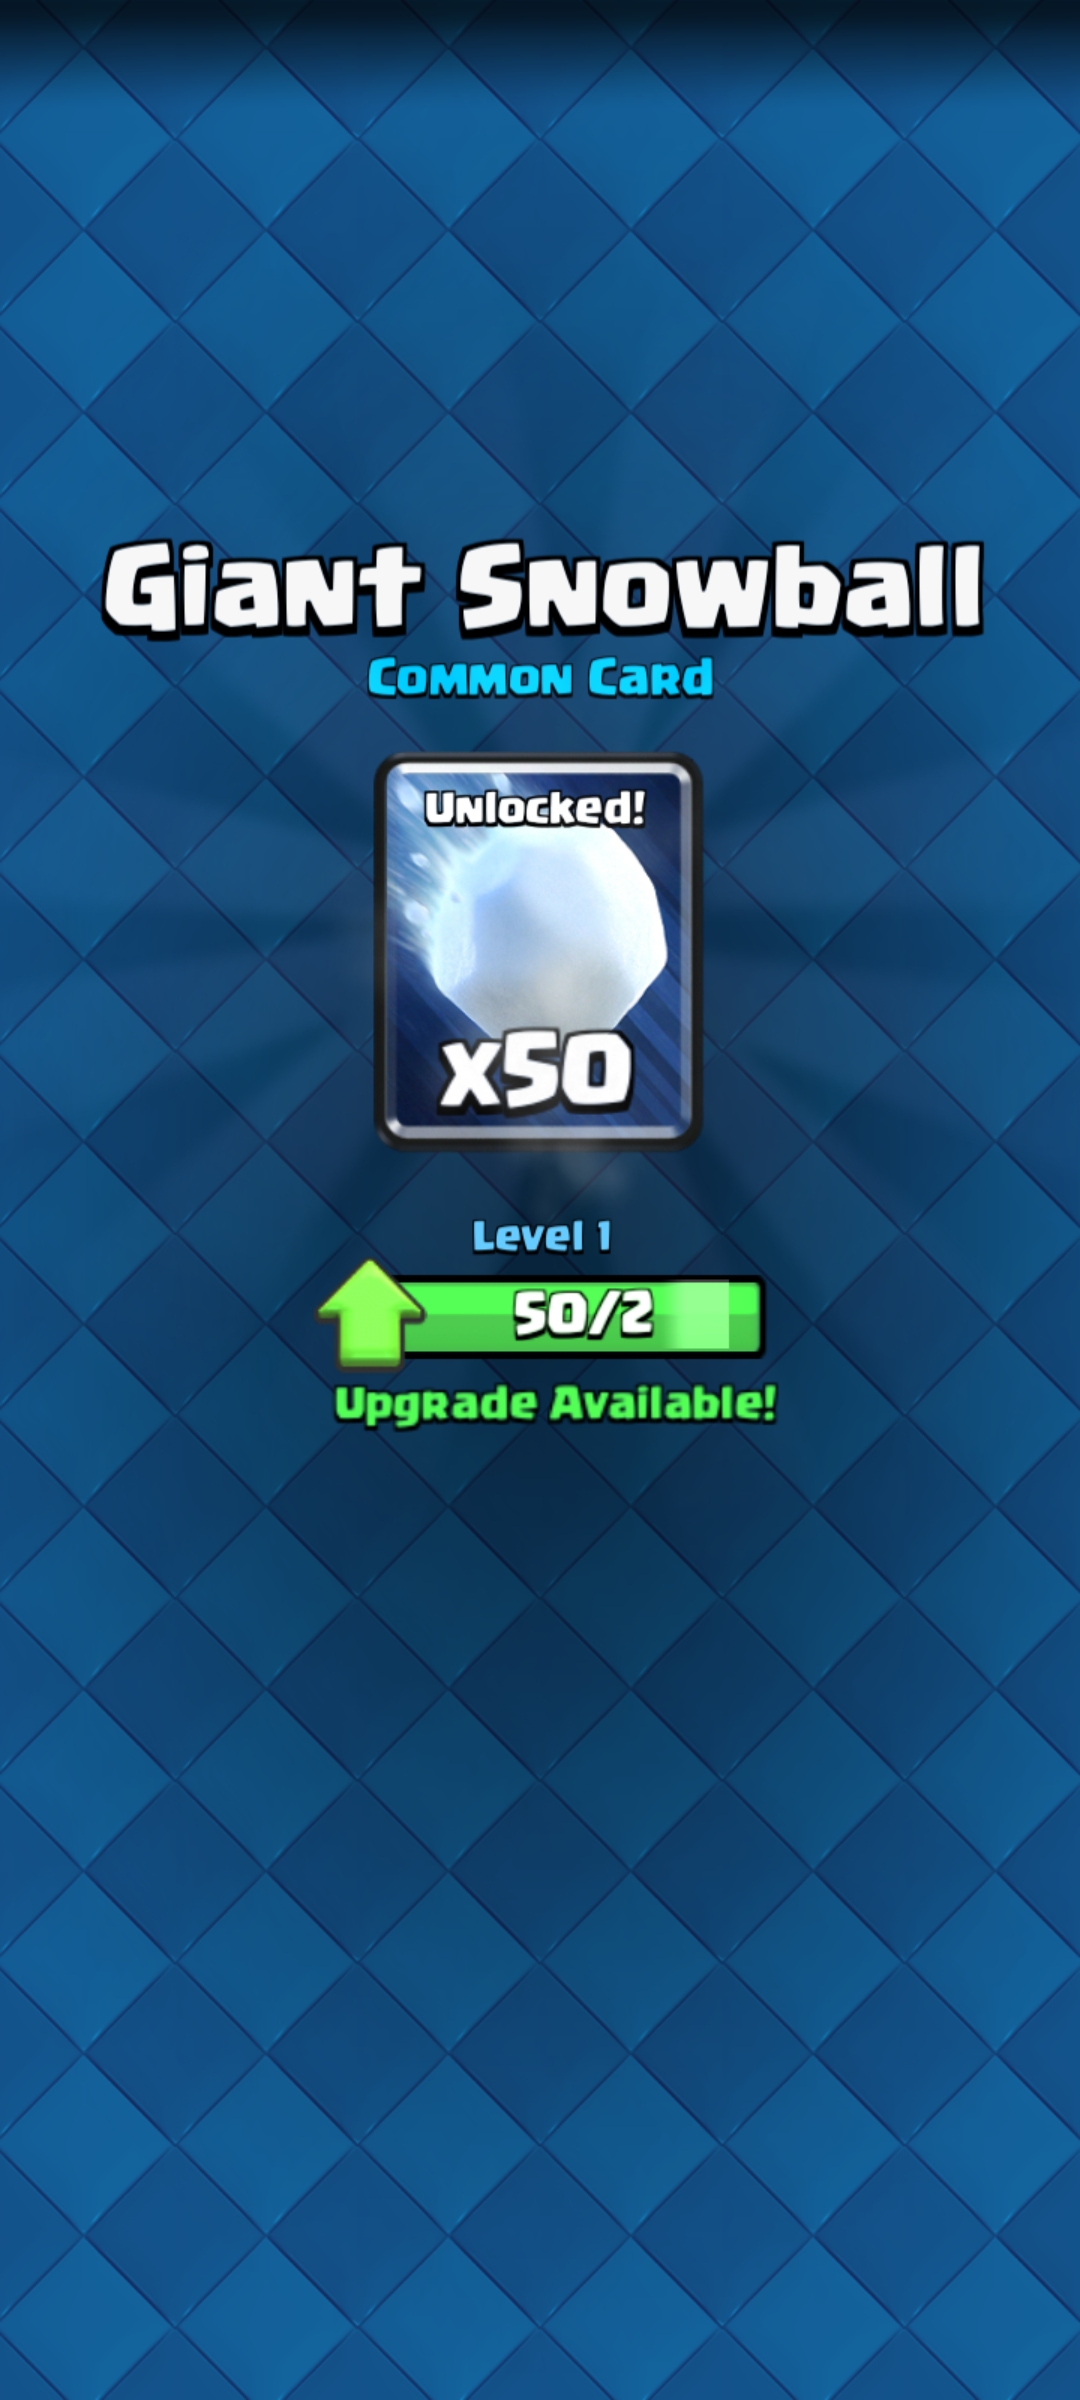 Giant Snowball
Common Card
Unlocked!
x50
Level 1
50/2
Upgrade Available!